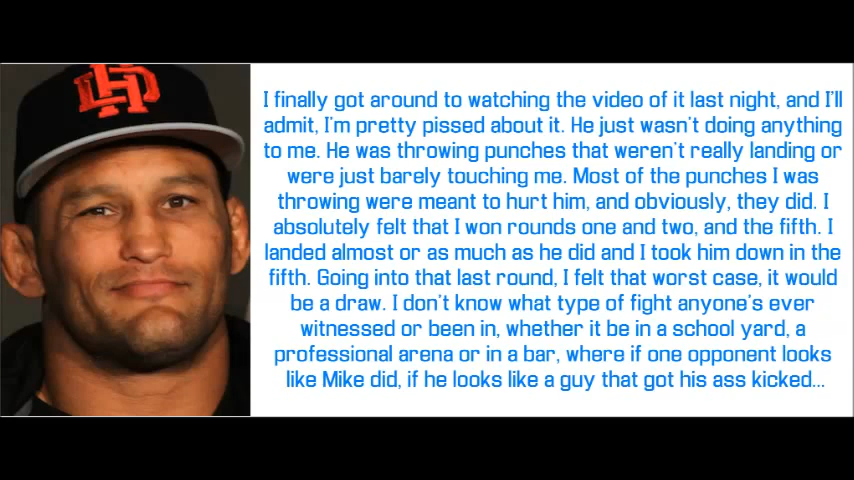 I finally got around to watching the video of it last night, and I'll
admit, I'm pretty pissed about it. He just wasn't doing anything
to me. He was throwing punches that weren't really landing or
were just barely touching me. Most of the punches I was
throwing were meant to hurt him, and obviously, they did. I
absolutely felt that I won rounds one and two, and the fifth. I
landed almost or as much as he did and I took him down in the
fifth. Going into that last round, I felt that worst case, it would
be a draw. I don't know what type of fight anyone's ever
witnessed or been in, whether it be in a school yard, a
professional arena or in a bar, where if one opponent looks
like Mike did, if he looks like a guy that got his ass kicked...